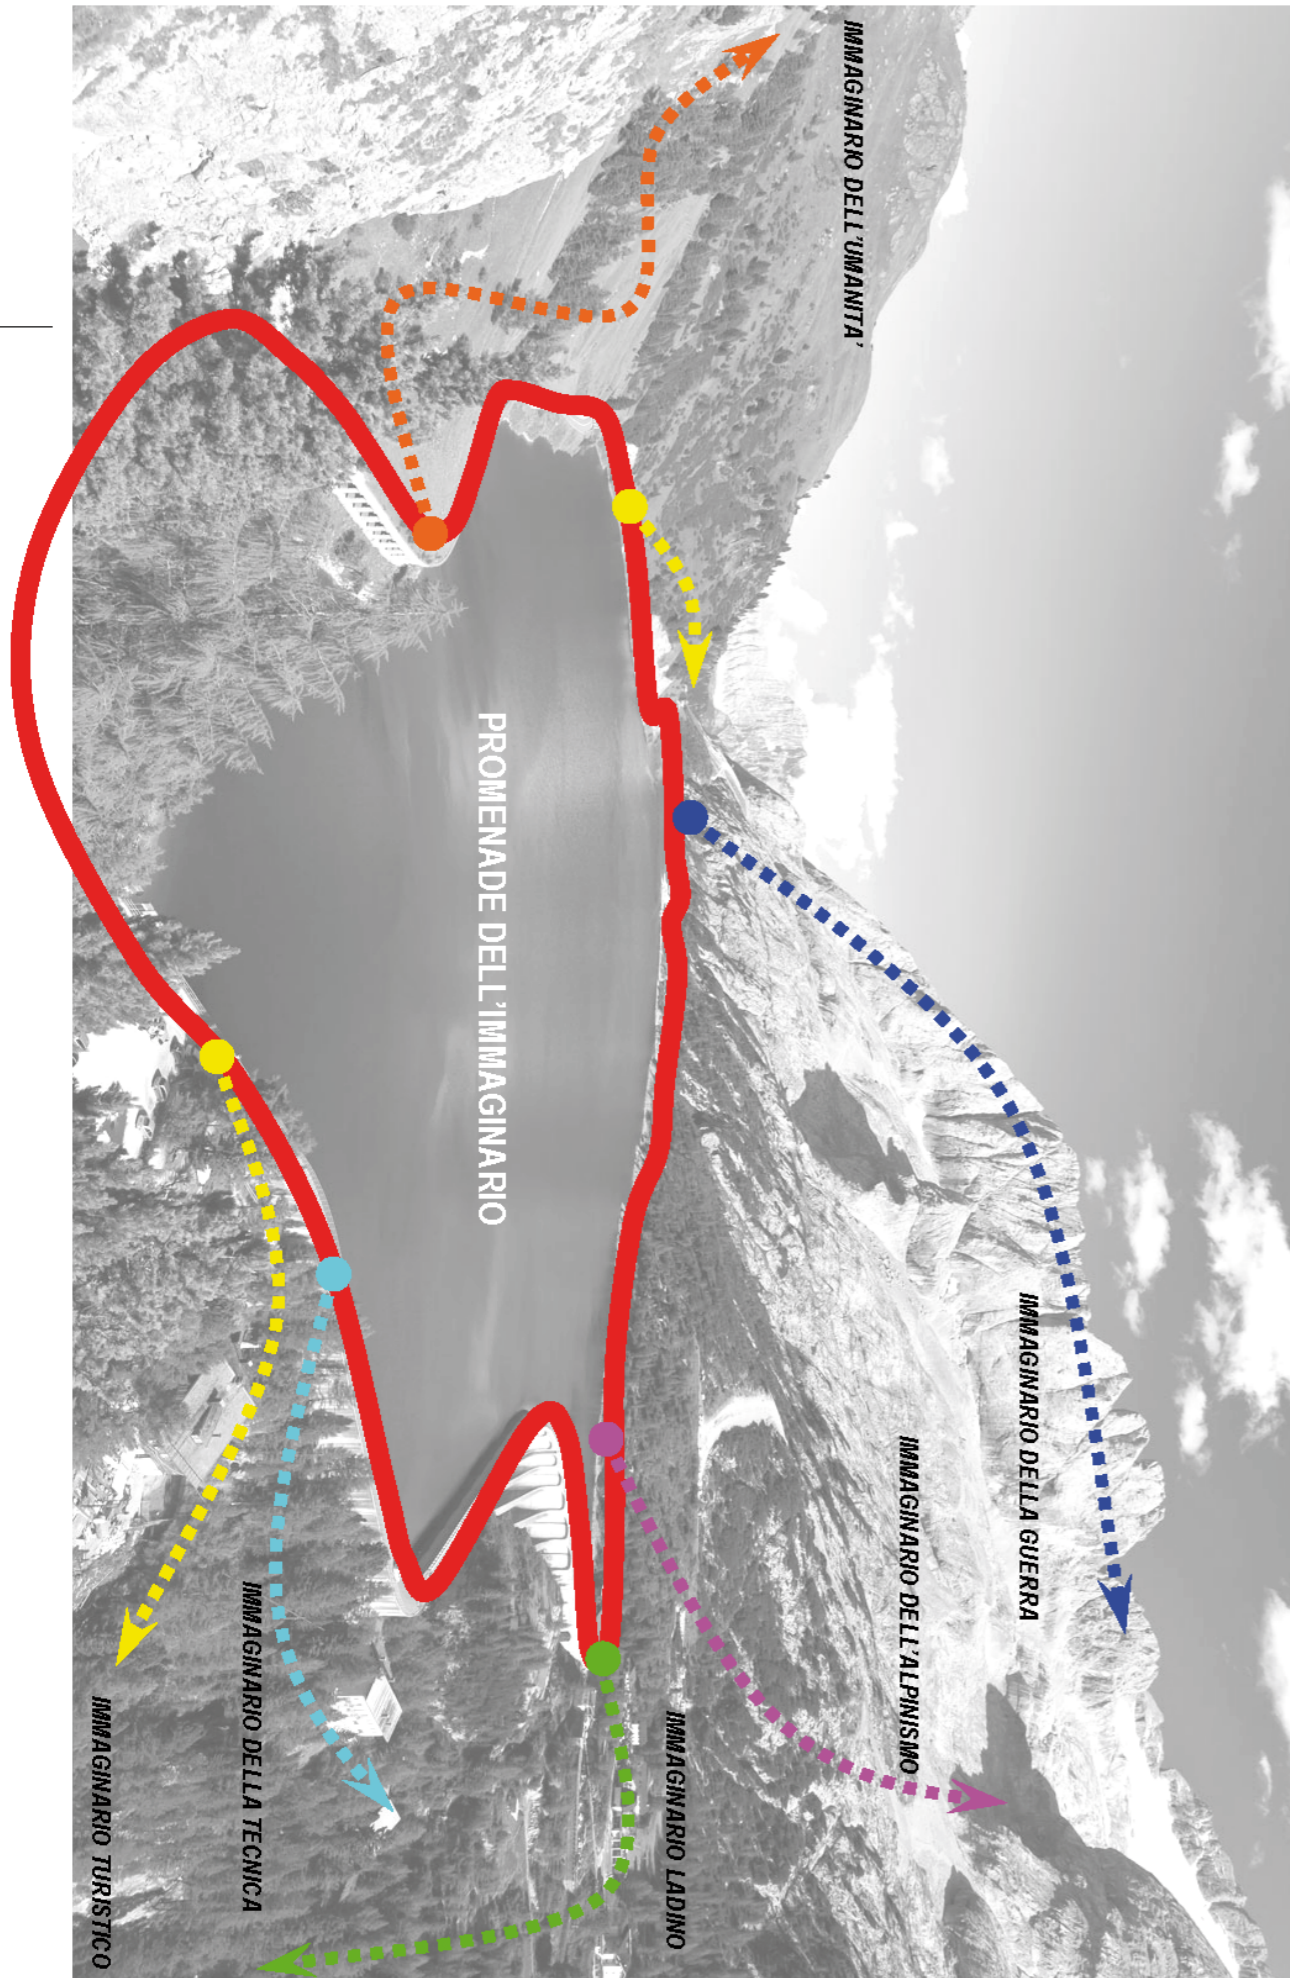 IMMAGINARIO DELL'UMANITA'
IMMAGINARIO DELLA GUERRA
IMMAGINARIO DELL'ALPINISMO
IMMAGINARIO LADINO
PROMENADE DELL'IMMAGINARIO
IMMAGINARIO DELLA TECNICA
IMMAGINARIO TURISTICO